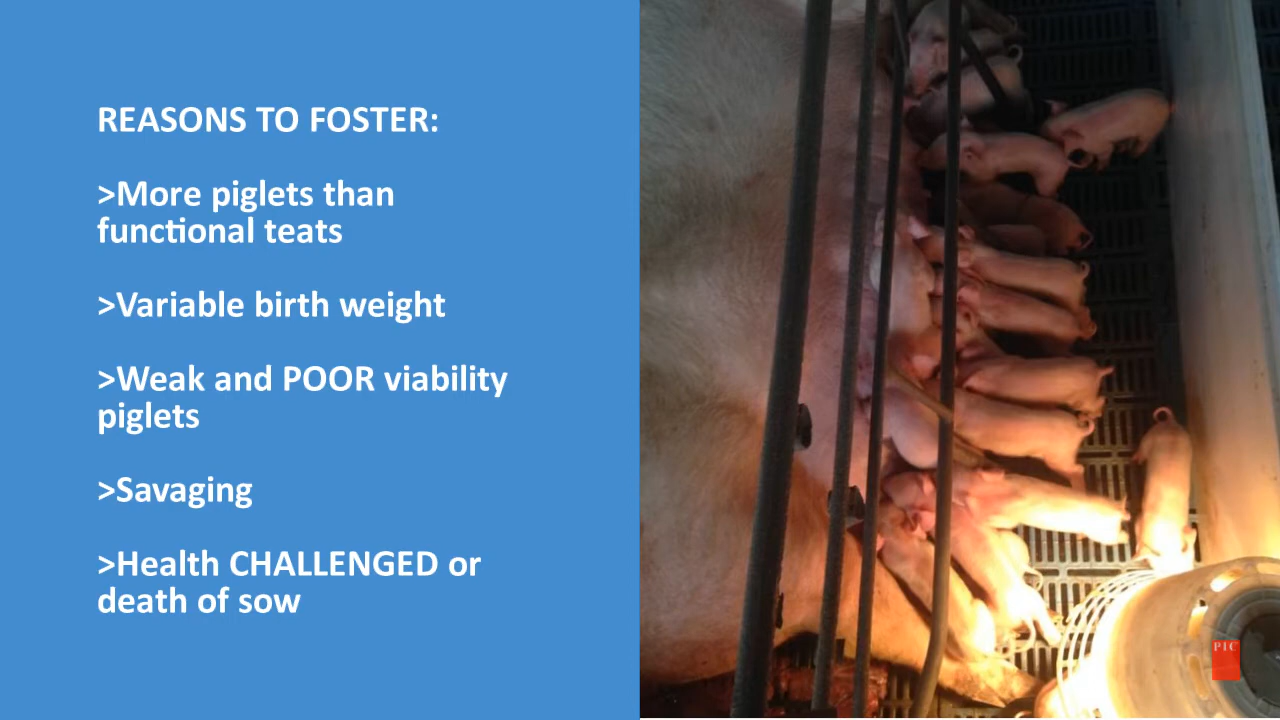 REASONS TO FOSTER:
>More piglets than
functional teats
>Variable birth weight
>Weak and POOR viability
piglets
>Savaging
>Health CHALLENGED or
death of sow
PIC